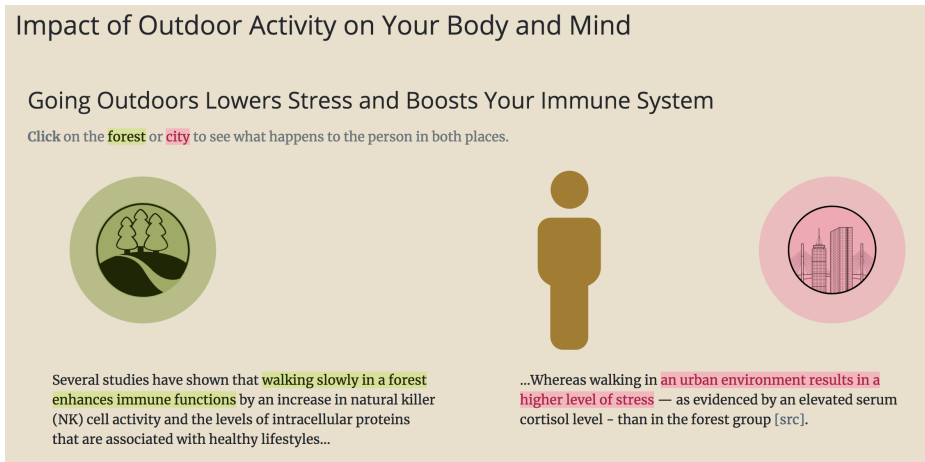 Impact of Outdoor Activity on Your Body and Mind
Going Outdoors Lowers Stress and Boosts Your Immune System
Click on the forest or city to see what happens to the person in both places.
Several studies have shown that walking slowly in a forest
enhances immune functions by an increase in natural killer
(NK) cell activity and the levels of intracellular proteins
that are associated with healthy lifestyles...
...Whereas walking in an urban environment results in a
higher level of stress — as evidenced by an elevated serum
cortisol level - than in the forest group [src].